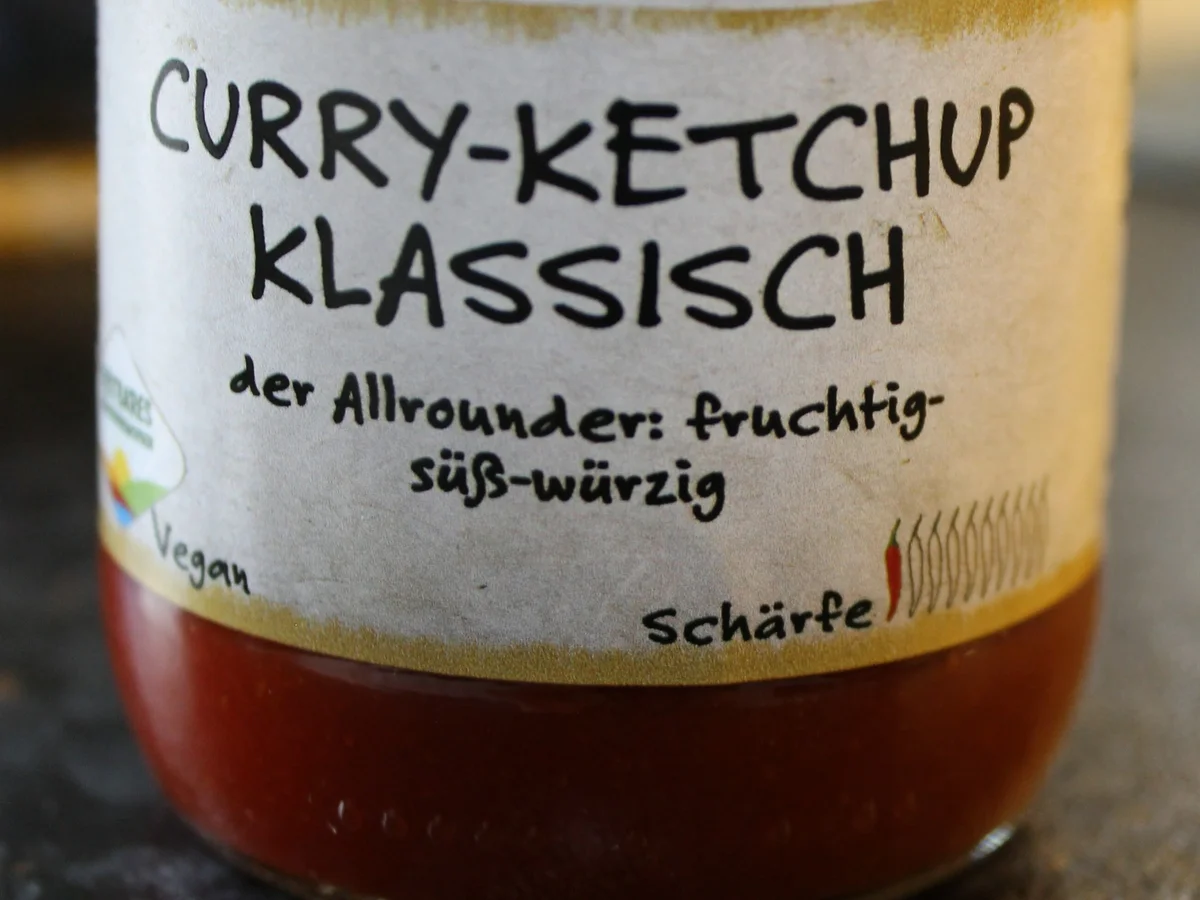 CURRY-KETCHUP
KLASSISCH
der Allrounder: fruchtig-
süß-würzig
Vegan
Schärfe